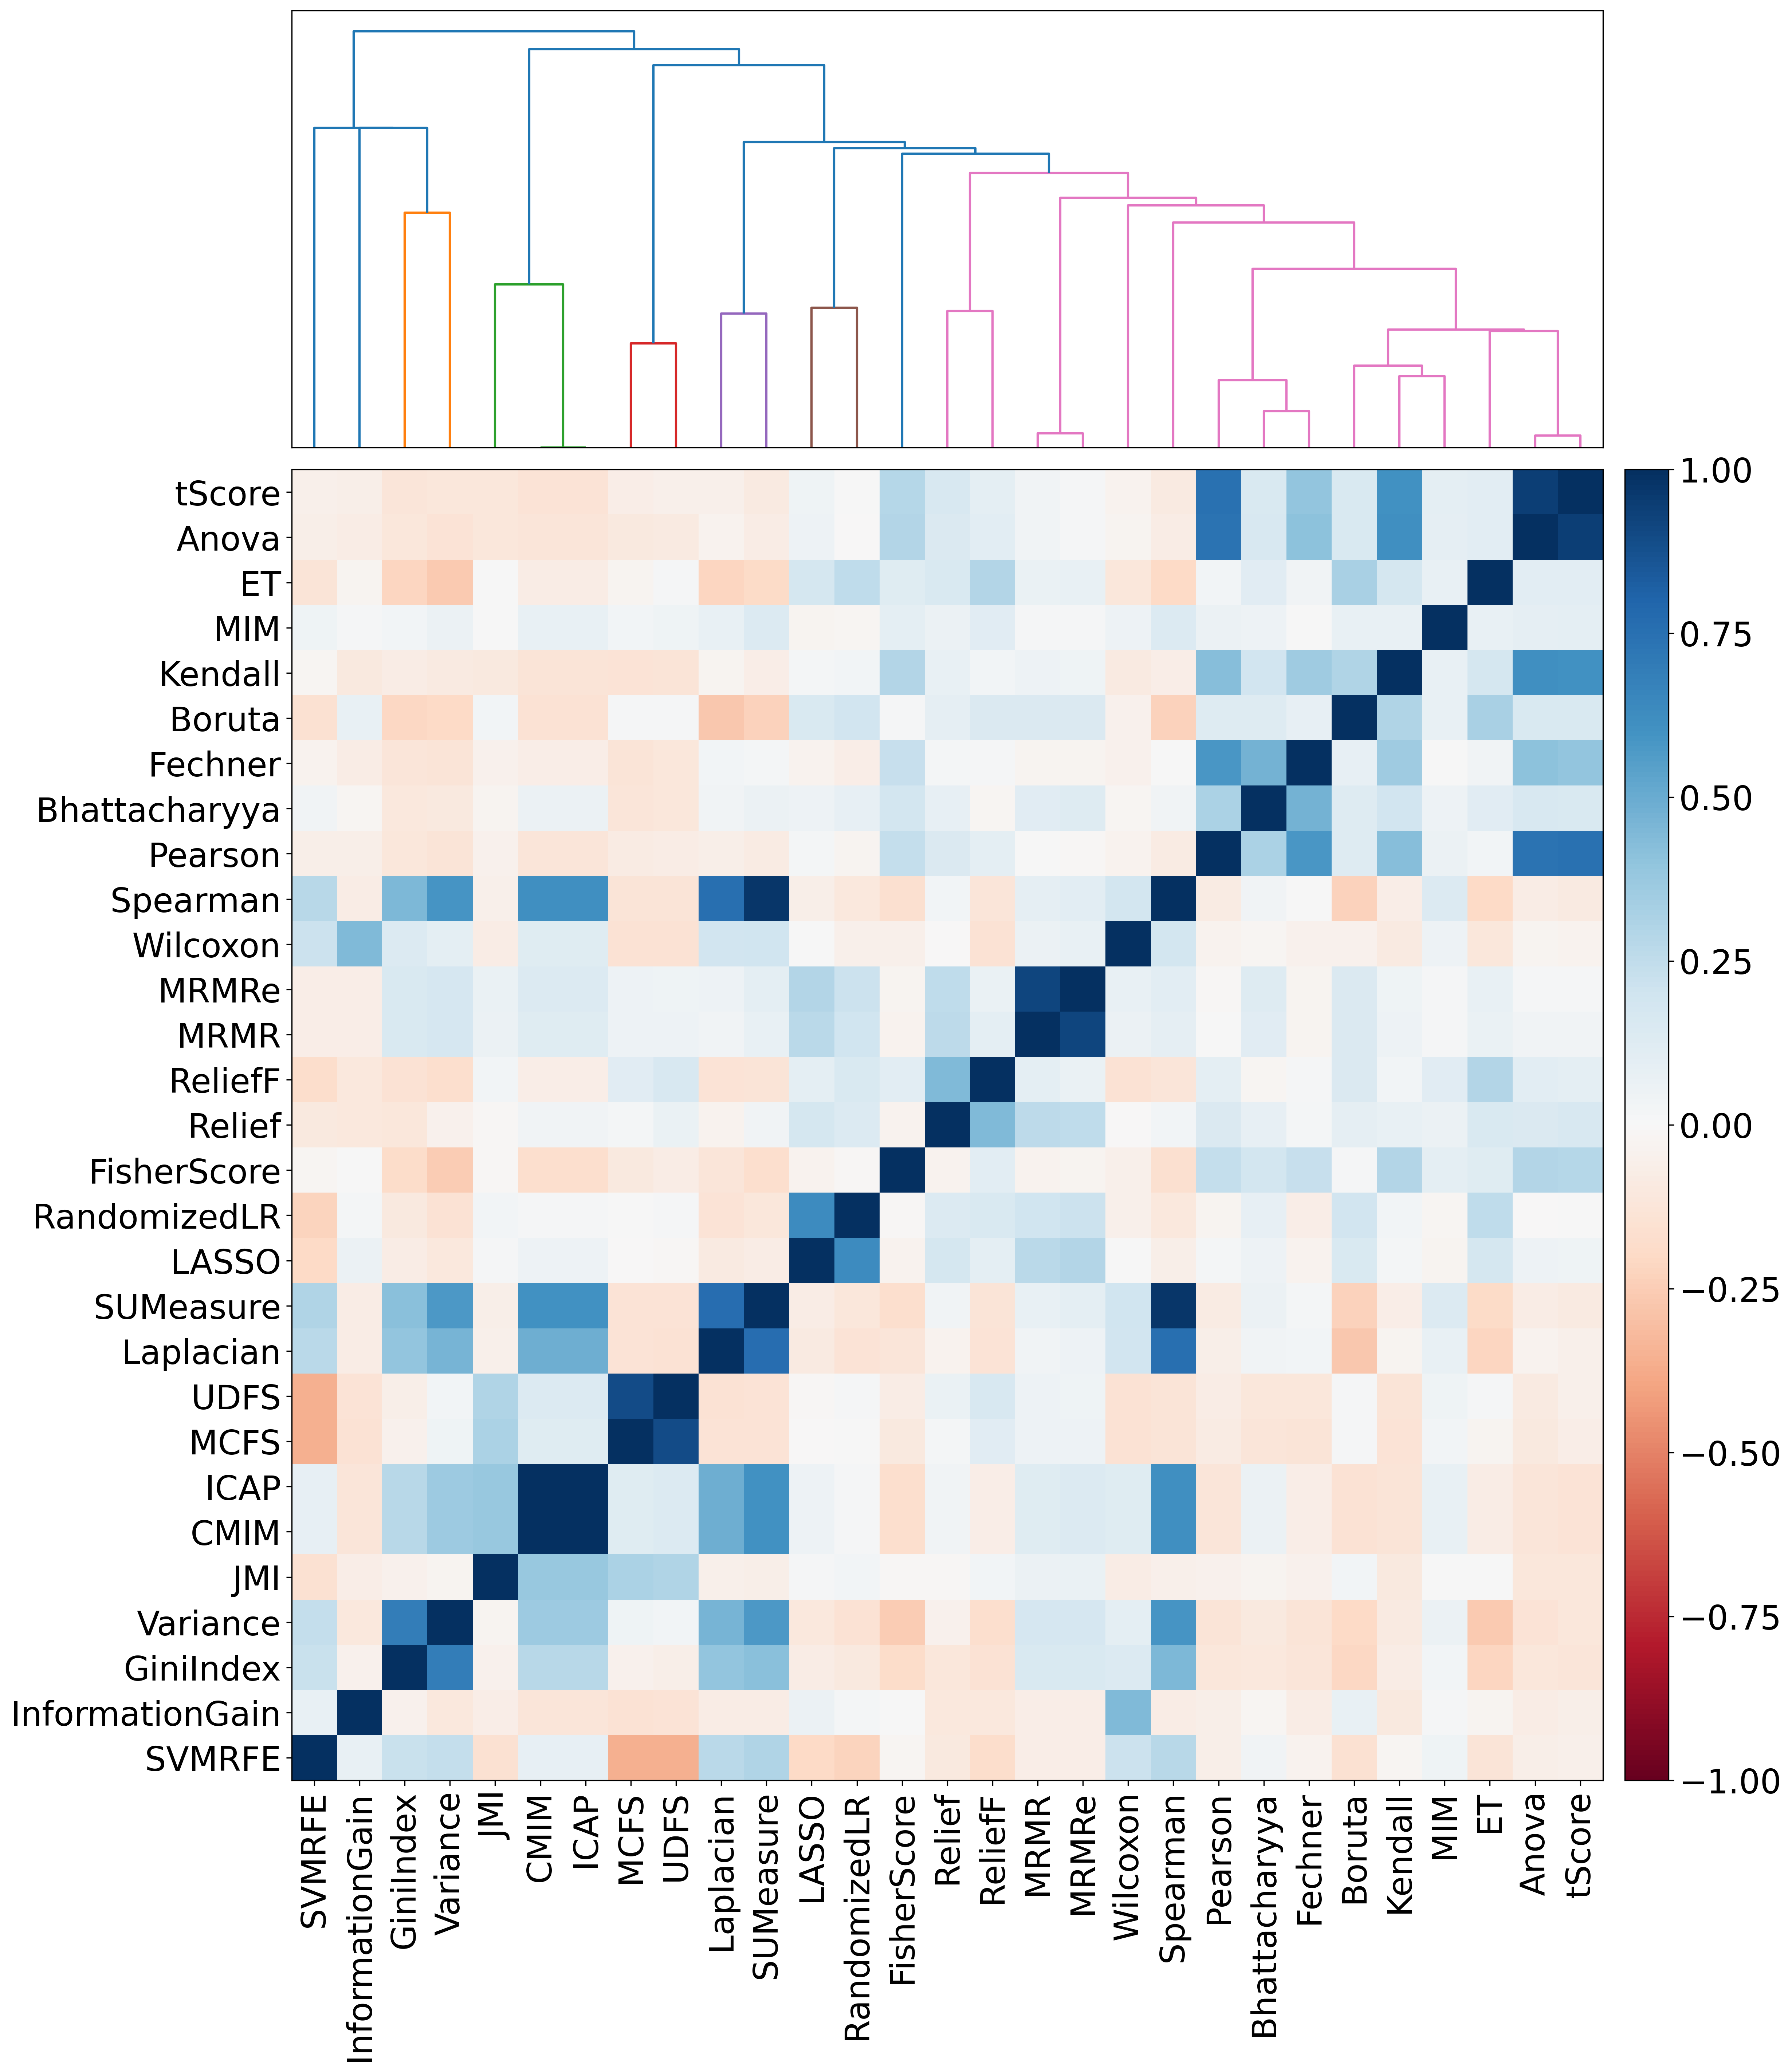 tScore
Anova
ET
MIM
Kendall
Boruta
Fechner
Bhattacharyya
Pearson
Spearman
Wilcoxon
MRMRe
MRMR
ReliefF
Relief
FisherScore
RandomizedLR
LASSO
SUMeasure
Laplacian
UDFS
MCFS
ICAP
CMIM
JMI
Variance
GiniIndex
InformationGain
SVMRFE
1.00
0.75
0.50
0.25
0.00
−0.25
−0.50
−0.75
−1.00
SVMRFE
InformationGain
GiniIndex
Variance
JMI
CMIM
ICAP
MCFS
UDFS
Laplacian
SUMeasure
LASSO
RandomizedLR
FisherScore
Relief
ReliefF
MRMR
MRMRe
Wilcoxon
Spearman
Pearson
Bhattacharyya
Fechner
Boruta
Kendall
MIM
ET
Anova
tScore